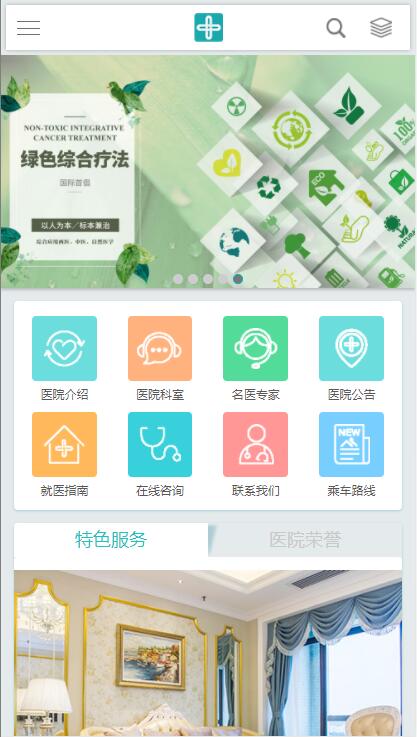 NON-TOXIC INTEGRATIVE
CANCER TREATMENT
绿色综合疗法
国际首倡
以人为本／标本兼治
综合应用西医、中医、自然医学
100%
ECO
NATURAL
医院介绍
医院科室
名医专家
医院公告
NEW
就医指南
在线咨询
联系我们
乘车路线
特色服务
医院荣誉